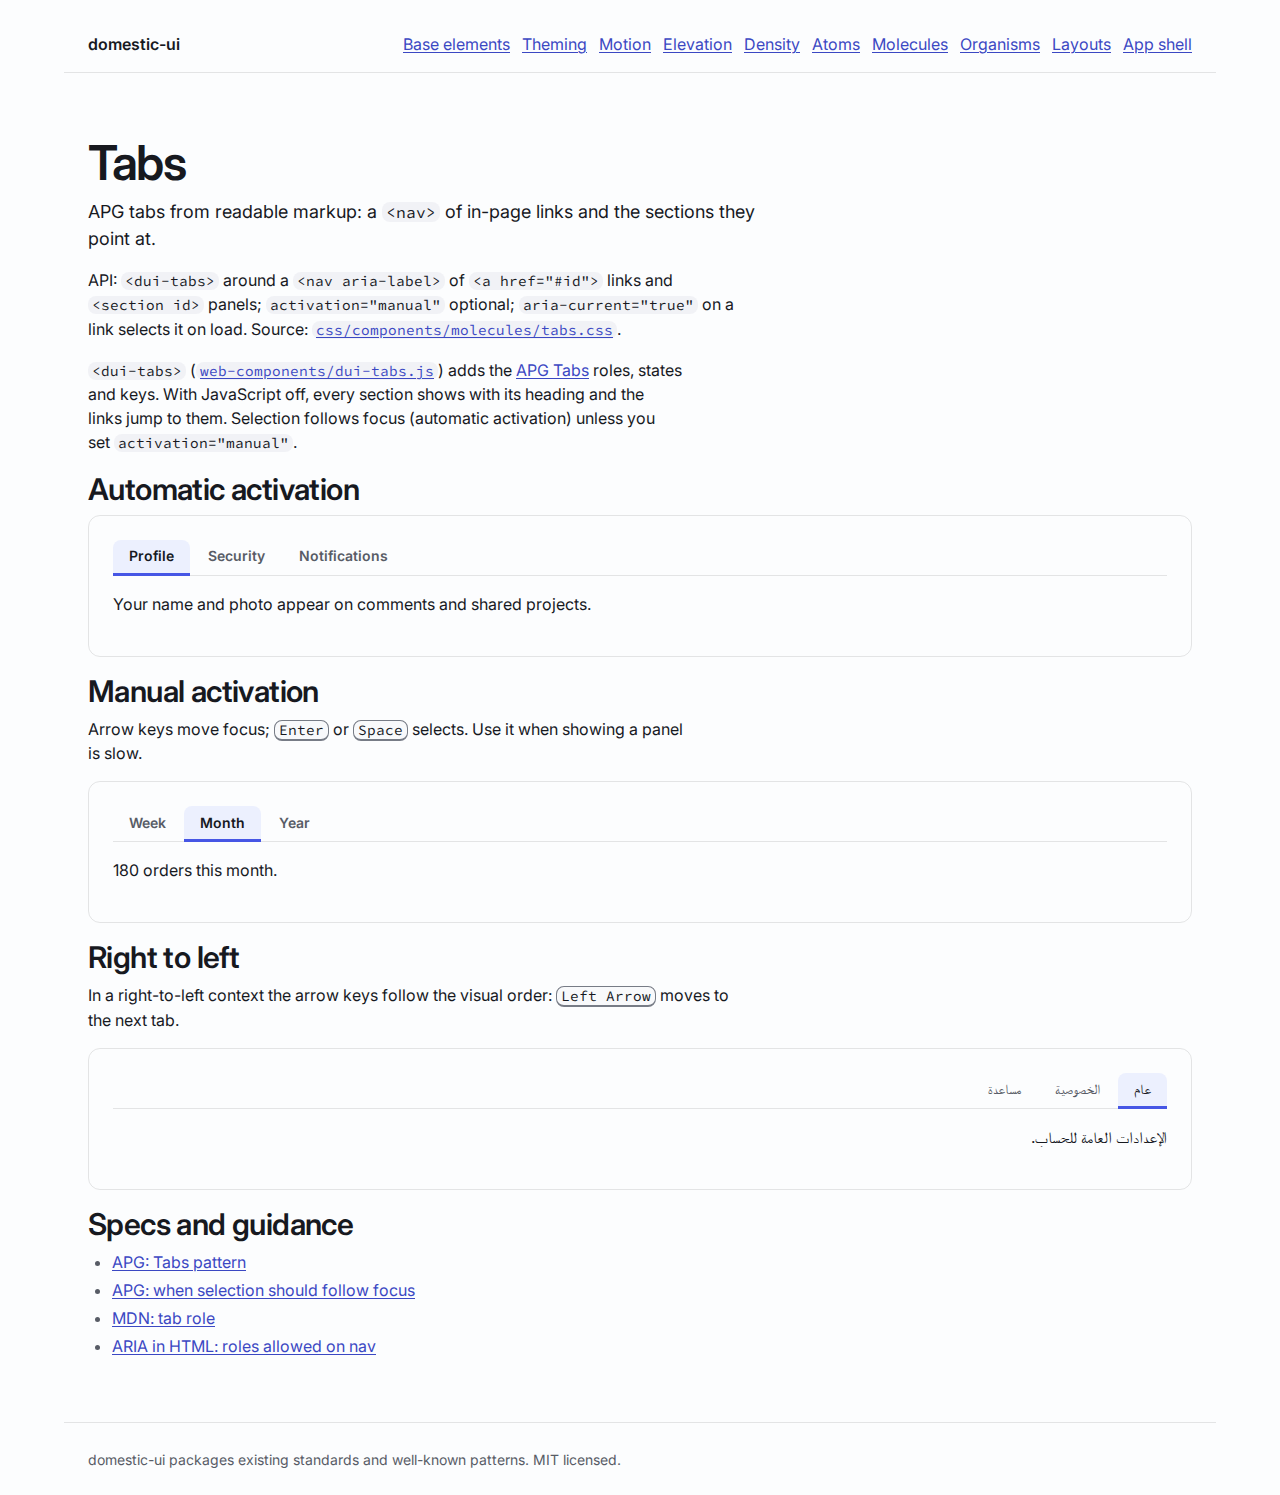 domestic-ui
Base elements Theming Motion Elevation Density Atoms Molecules Organisms Layouts App shell
Tabs
APG tabs from readable markup: a <nav> of in-page links and the sections they
point at.
API: <dui-tabs> around a <nav aria-label> of <a href="#id"> links and
<section id> panels; activation="manual" optional; aria-current="true" on a
link selects it on load. Source: css/components/molecules/tabs.css .
<dui-tabs> ( web-components/dui-tabs.js ) adds the APG Tabs roles, states
and keys. With JavaScript off, every section shows with its heading and the
links jump to them. Selection follows focus (automatic activation) unless you
set activation="manual" .
Automatic activation
Profile Security Notifications
Your name and photo appear on comments and shared projects.
Manual activation
Arrow keys move focus; Enter or Space selects. Use it when showing a panel
is slow.
Week Month Year
180 orders this month.
Right to left
In a right-to-left context the arrow keys follow the visual order: Left Arrow moves to
the next tab.
عام الخصوصية مساعدة
الإعدادات العامة للحساب.
Specs and guidance
APG: Tabs pattern
APG: when selection should follow focus
MDN: tab role
ARIA in HTML: roles allowed on nav
domestic-ui packages existing standards and well-known patterns. MIT licensed.